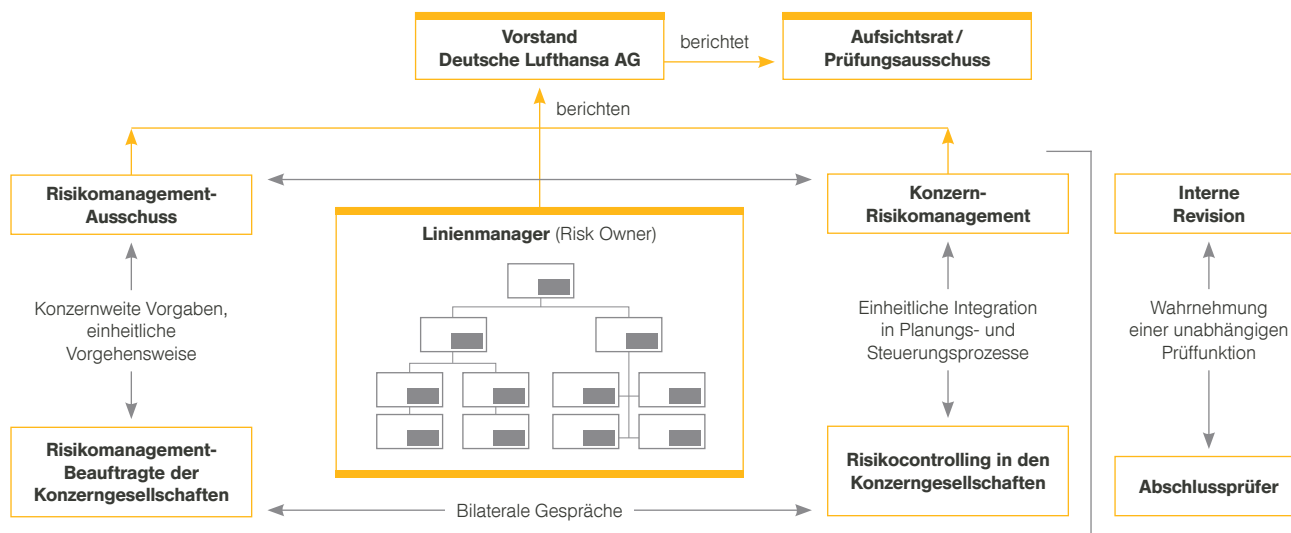 Vorstand
Deutsche Lufthansa AG
berichtet
Aufsichtsrat /
Prüfungsausschuss
berichten
Risikomanagement-
Ausschuss
Konzern-
Risikomanagement
Interne
Revision
Linienmanager (Risk Owner)
Konzernweite Vorgaben,
einheitliche
Vorgehensweise
Einheitliche Integration
in Planungs- und
Steuerungsprozesse
Wahrnehmung
einer unabhängigen
Prüffunktion
Risikomanagement-
Beauftragte der
Konzerngesellschaften
Risikocontrolling in den
Konzerngesellschaften
Abschlussprüfer
Bilaterale Gespräche